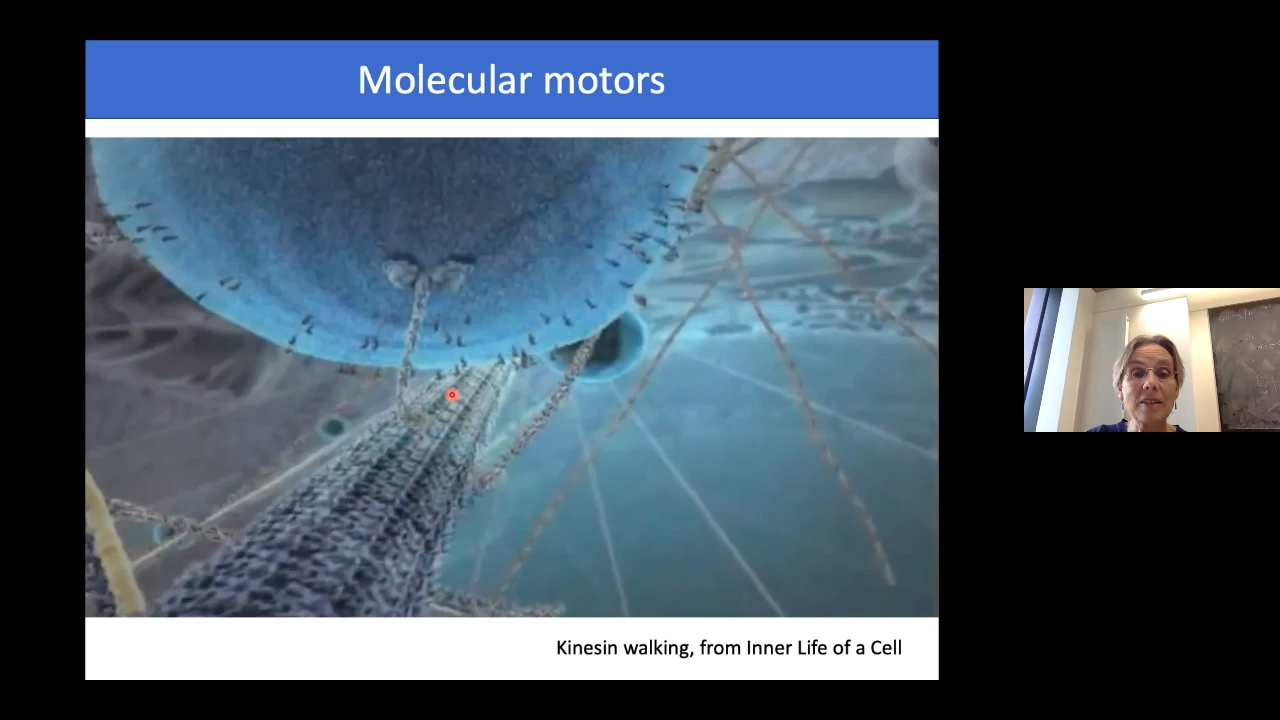 Molecular motors
Kinesin walking, from Inner Life of a Cell